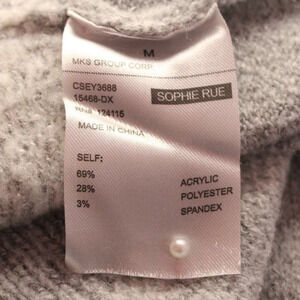 M
MKS GROUP CORP
CSEY3688
15468-DX SOPHIE RUE
RN# 124115
MADE IN CHINA
SELF:
69% ACRYLIC
28% POLYESTER
3% SPANDEX